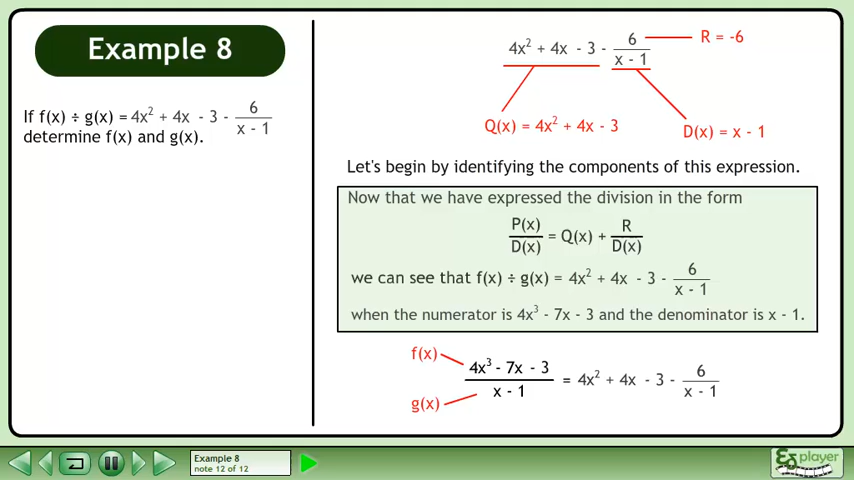 Example 8
If f(x) ÷ g(x) = 4x² + 4x - 3 - 6/(x - 1)
determine f(x) and g(x).
4x² + 4x - 3 - 6/(x - 1)
R = -6
Q(x) = 4x² + 4x - 3
D(x) = x - 1
Let's begin by identifying the components of this expression.
Now that we have expressed the division in the form
P(x)/D(x) = Q(x) + R/D(x)
we can see that f(x) ÷ g(x) = 4x² + 4x - 3 - 6/(x - 1)
when the numerator is 4x³ - 7x - 3 and the denominator is x - 1.
f(x)
(4x³ - 7x - 3)/(x - 1) = 4x² + 4x - 3 - 6/(x - 1)
g(x)
Example 8
note 12 of 12
player